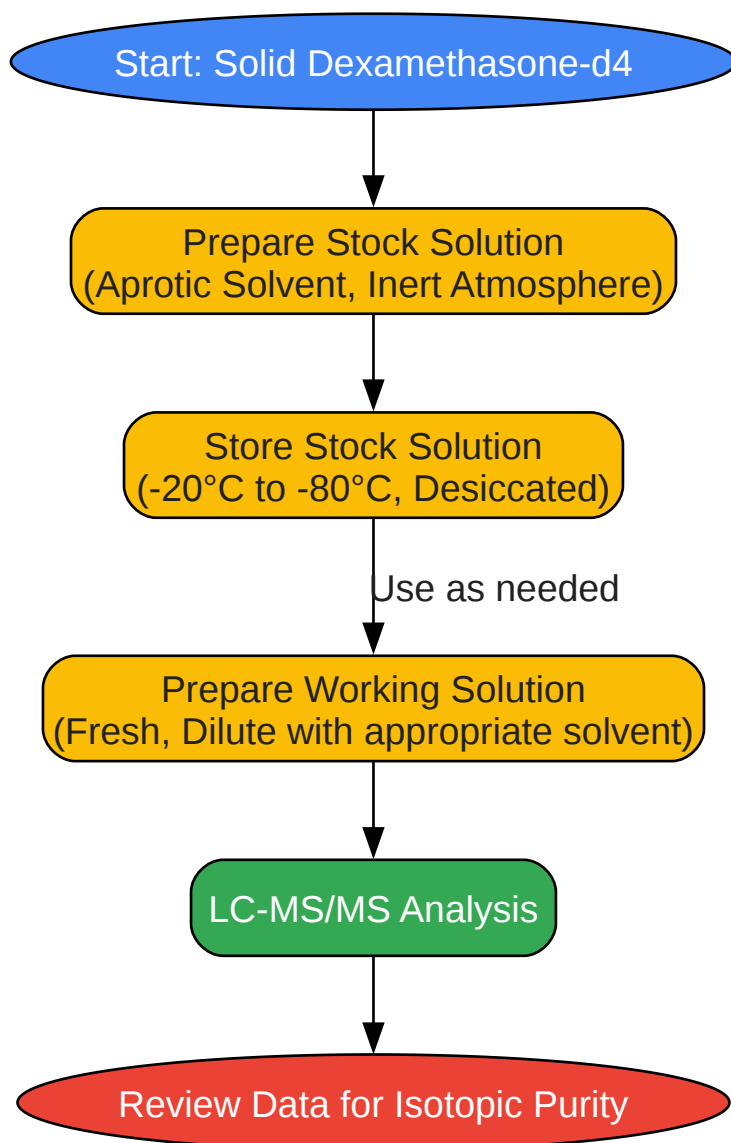 Start: Solid Dexamethasone-d4
Prepare Stock Solution
(Aprotic Solvent, Inert Atmosphere)
Store Stock Solution
(-20°C to -80°C, Desiccated)
Use as needed
Prepare Working Solution
(Fresh, Dilute with appropriate solvent)
LC-MS/MS Analysis
Review Data for Isotopic Purity